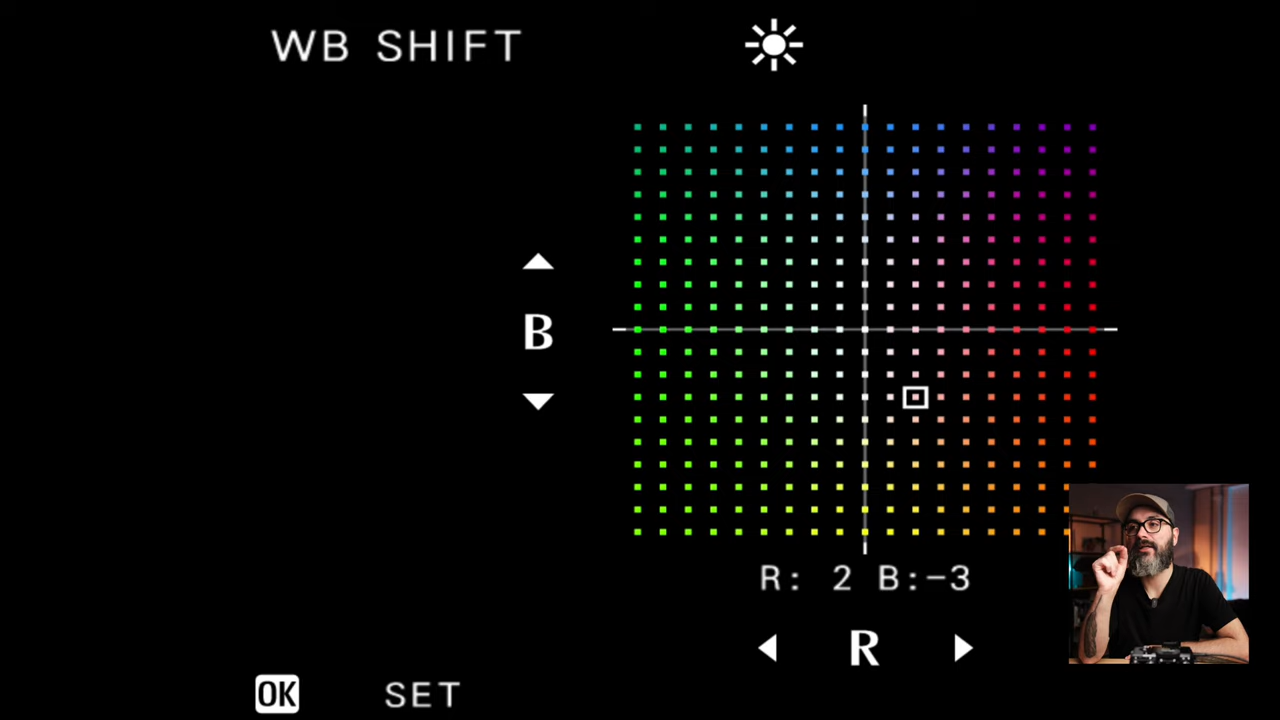 WB SHIFT
B
R: 2 B:−3
R
OK SET